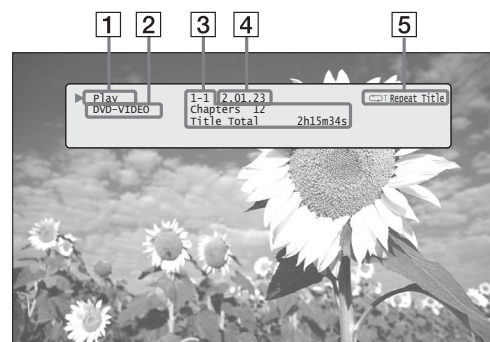 1 2 3 4 5
Play 1-1 2.01.23 T Repeat Title
DVD-VIDEO Chapters 12
Title Total 2h15m34s